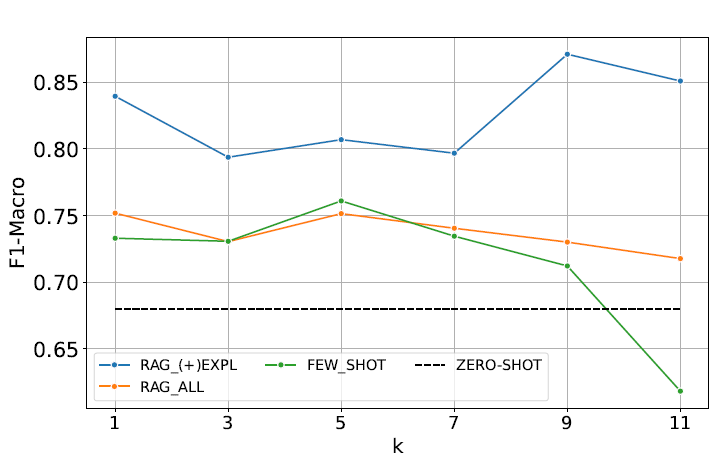 F1-Macro
0.85
0.80
0.75
0.70
0.65
RAG_(+)EXPL FEW_SHOT ZERO-SHOT
RAG_ALL
1 3 5 7 9 11
k